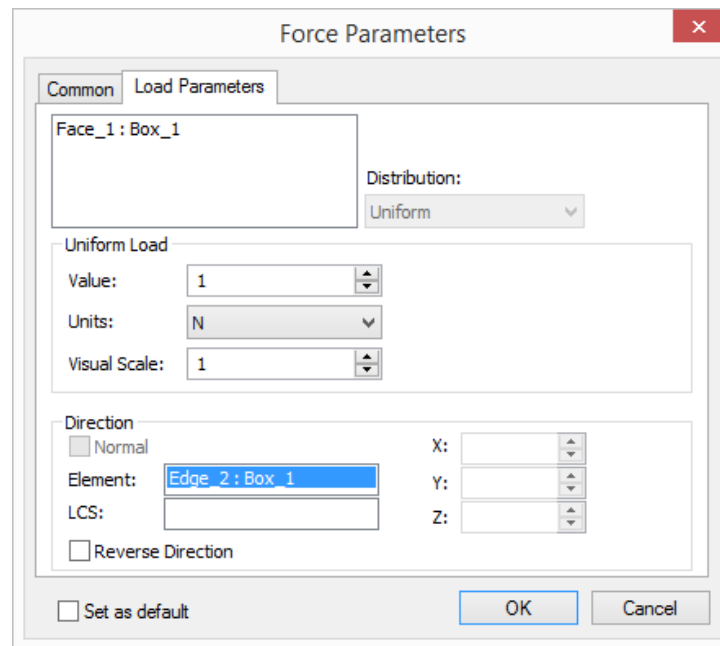 Force Parameters
Common
Load Parameters
Face_1 : Box_1
Distribution:
Uniform
Uniform Load
Value:
1
Units:
N
Visual Scale:
1
Direction
Normal
X:
Element:
Edge_2 : Box_1
Y:
LCS:
Z:
Reverse Direction
Set as default
OK
Cancel